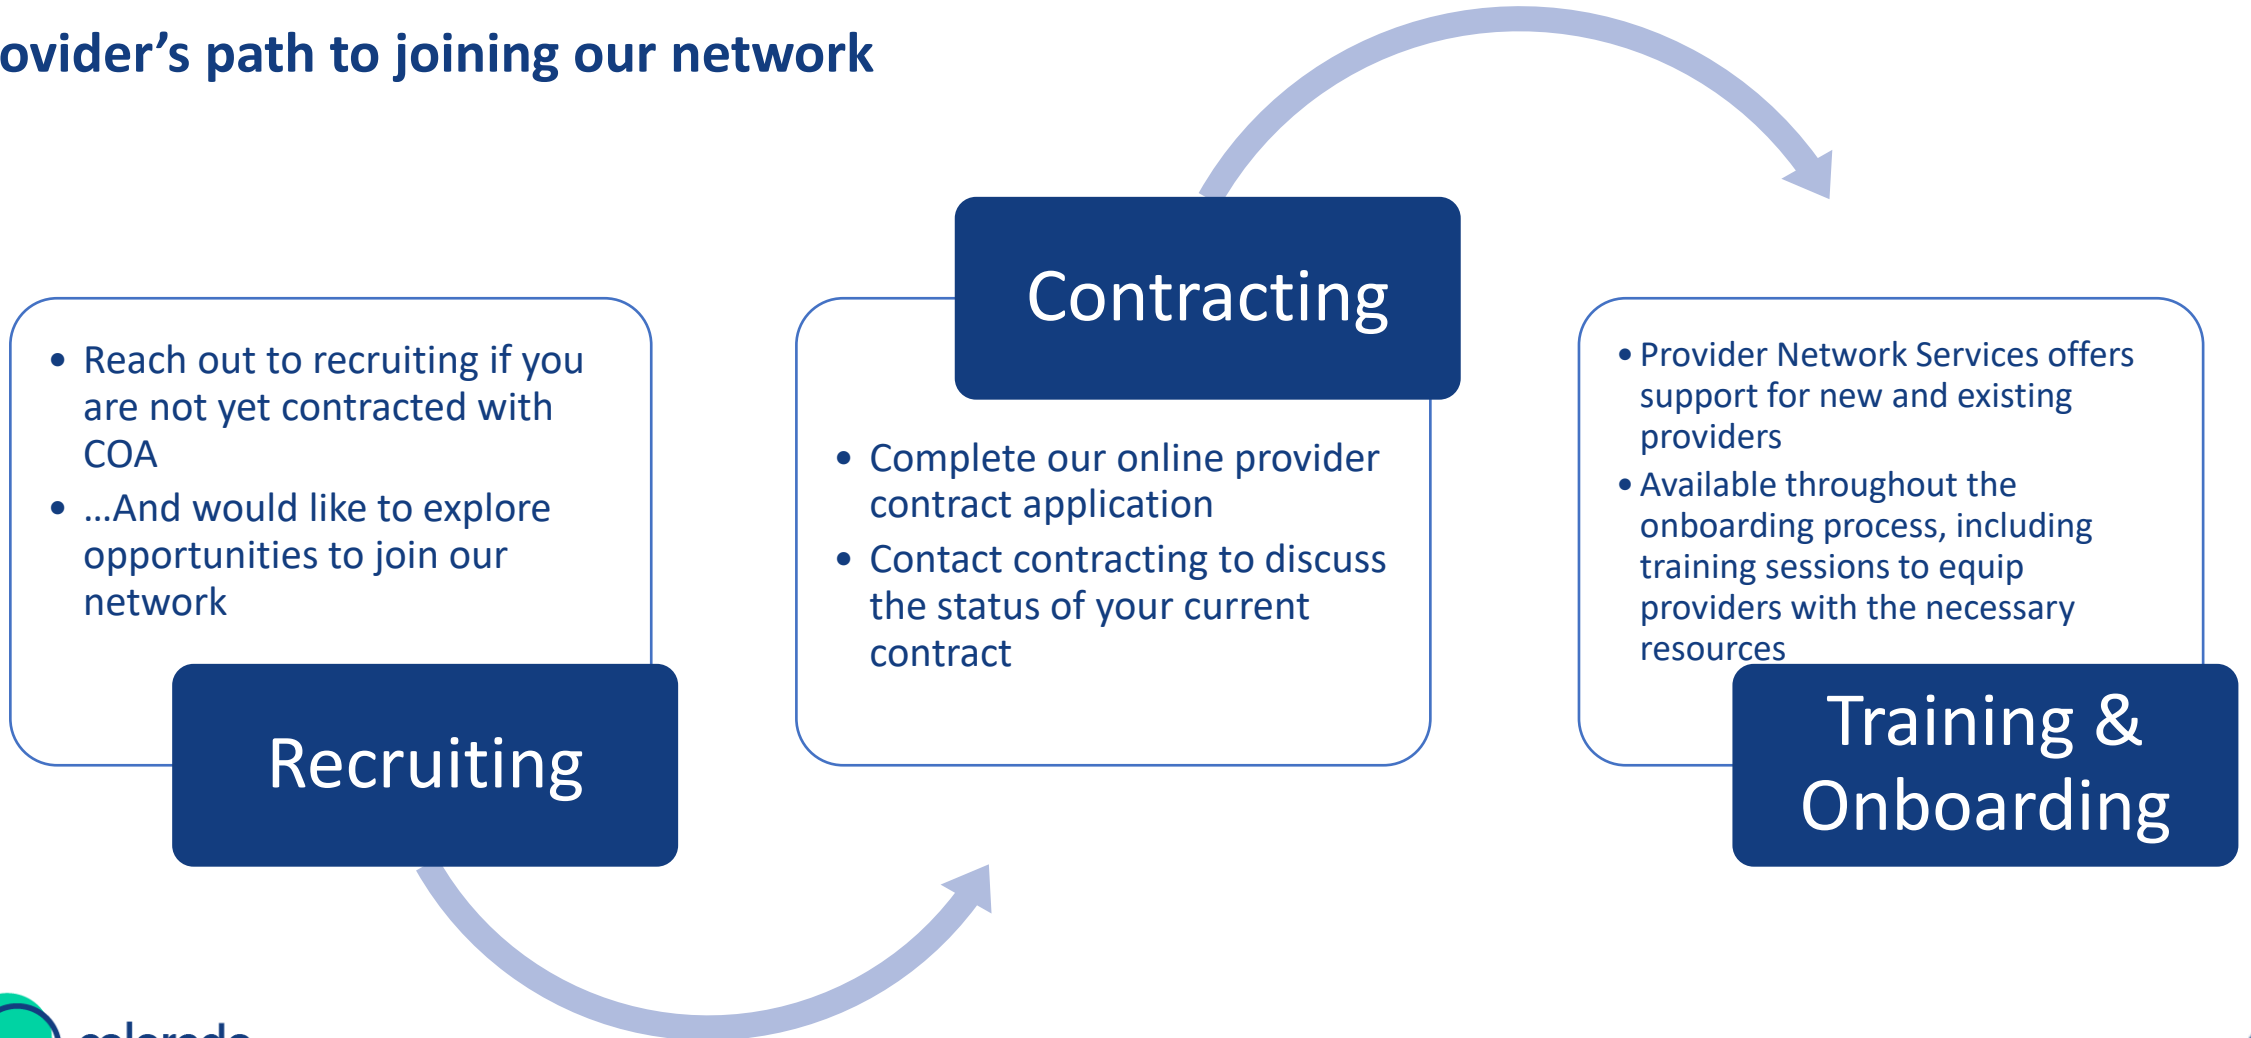 ovider’s path to joining our network
• Reach out to recruiting if you
are not yet contracted with
COA
• …And would like to explore
opportunities to join our
network
Recruiting
Contracting
• Complete our online provider
contract application
• Contact contracting to discuss
the status of your current
contract
• Provider Network Services offers
support for new and existing
providers
• Available throughout the
onboarding process, including
training sessions to equip
providers with the necessary
resources
Training &
Onboarding
colorado